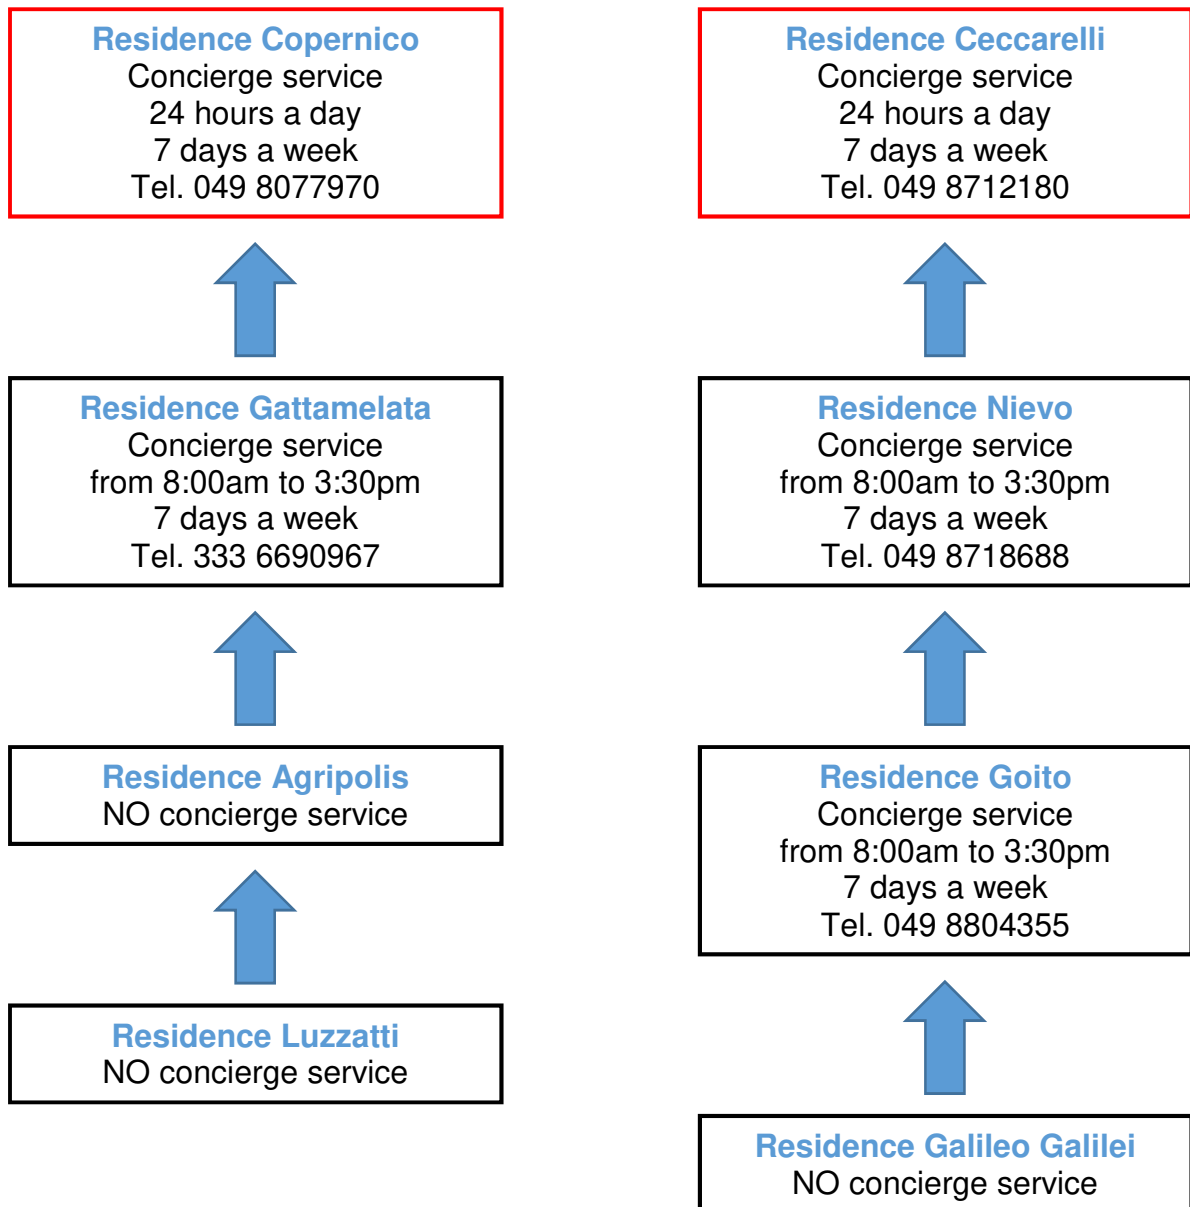 Residence Copernico
Concierge service
24 hours a day
7 days a week
Tel. 049 8077970
Residence Gattamelata
Concierge service
from 8:00am to 3:30pm
7 days a week
Tel. 333 6690967
Residence Agripolis
NO concierge service
Residence Luzzatti
NO concierge service
Residence Ceccarelli
Concierge service
24 hours a day
7 days a week
Tel. 049 8712180
Residence Nievo
Concierge service
from 8:00am to 3:30pm
7 days a week
Tel. 049 8718688
Residence Goito
Concierge service
from 8:00am to 3:30pm
7 days a week
Tel. 049 8804355
Residence Galileo Galilei
NO concierge service